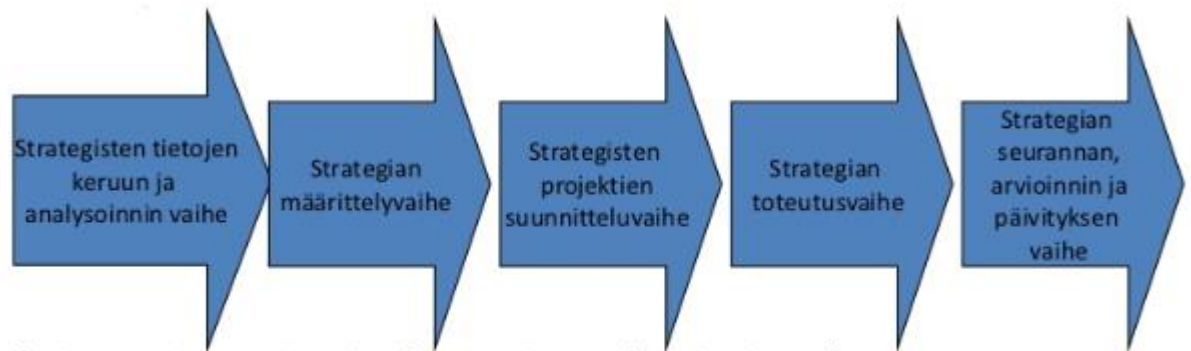 Strategisten tietojen
keruun ja
analysoinnin vaihe
Strategian
määrittelyvaihe
Strategisten
projektien
suunnitteluvaihe
Strategian
toteutusvaihe
Strategian
seurannan,
arvioinnin ja
päivityksen
vaihe